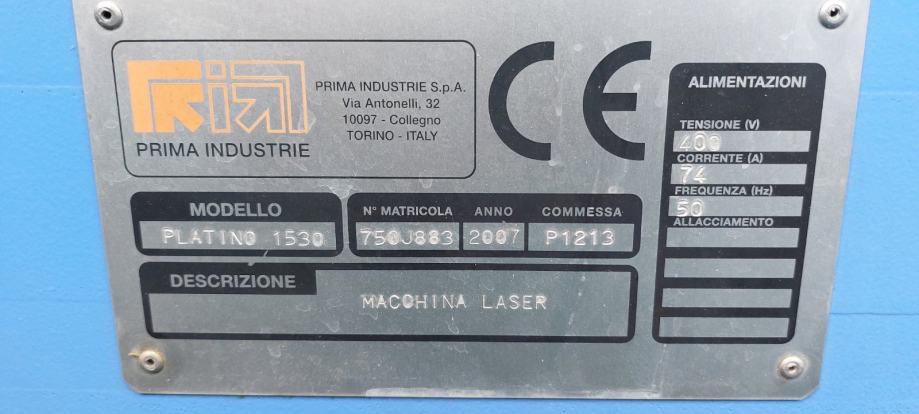 PRIMA INDUSTRIE
PRIMA INDUSTRIE S.p.A.
Via Antonelli, 32
10097 - Collegno
TORINO - ITALY
CE
MODELLO
PLATINO 1530
N° MATRICOLA
750J883
ANNO
2007
COMMESSA
P1213
DESCRIZIONE
MACCHINA LASER
ALIMENTAZIONI
TENSIONE (V)
400
CORRENTE (A)
74
FREQUENZA (Hz)
50
ALLACCIAMENTO